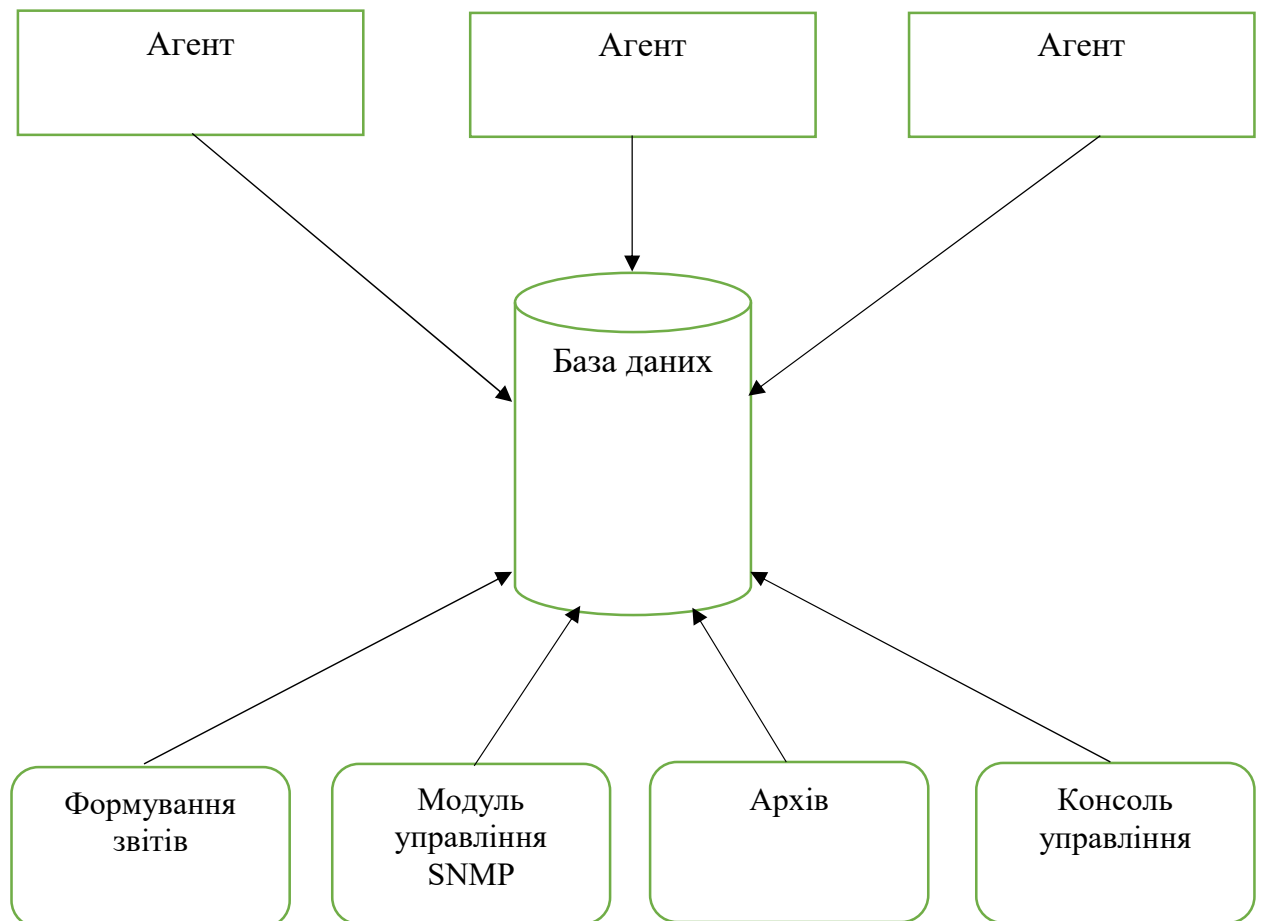 Агент
Агент
Агент
База даних
Формування
звітів
Модуль
управління
SNMP
Архів
Консоль
управління